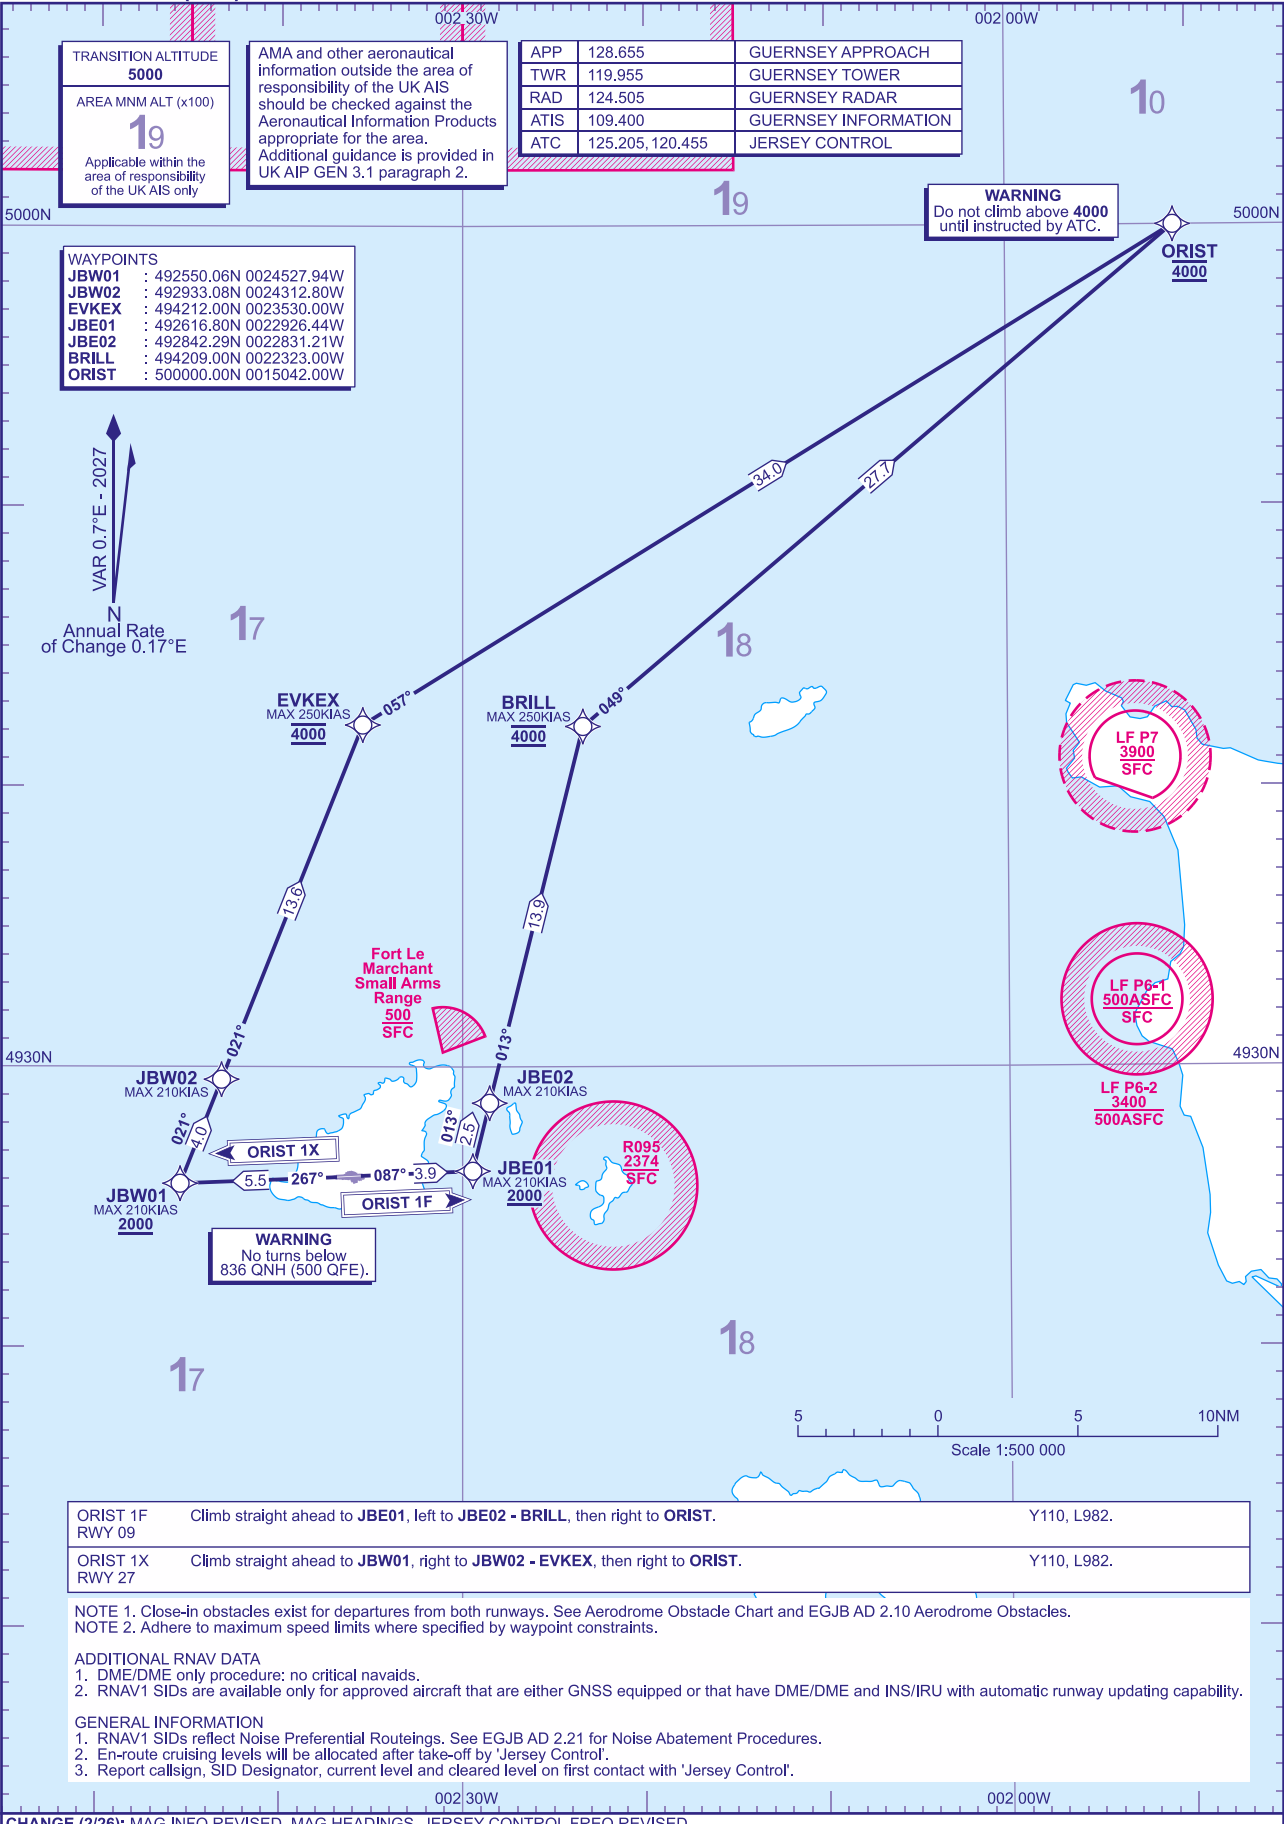 002 30W
002 00W
TRANSITION ALTITUDE
5000
AREA MNM ALT (x100)
19
Applicable within the
area of responsibility
of the UK AIS only
AMA and other aeronautical
information outside the area of
responsibility of the UK AIS
should be checked against the
Aeronautical Information Products
appropriate for the area.
Additional guidance is provided in
UK AIP GEN 3.1 paragraph 2.
APP 128.655 GUERNSEY APPROACH
TWR 119.955 GUERNSEY TOWER
RAD 124.505 GUERNSEY RADAR
ATIS 109.400 GUERNSEY INFORMATION
ATC 125.205, 120.455 JERSEY CONTROL
10
19
WARNING
Do not climb above 4000
until instructed by ATC.
5000N
5000N
ORIST
4000
WAYPOINTS
JBW01 : 492550.06N 0024527.94W
JBW02 : 492933.08N 0024312.80W
EVKEX : 494212.00N 0023530.00W
JBE01 : 492616.80N 0022926.44W
JBE02 : 492842.29N 0022831.21W
BRILL : 494209.00N 0022323.00W
ORIST : 500000.00N 0015042.00W
VAR 0.7°E - 2027
N
Annual Rate
of Change 0.17°E
34.0
27.7
17
18
EVKEX
MAX 250KIAS
4000
057°
BRILL
MAX 250KIAS
4000
049°
LF P7
3900
SFC
13.6
13.9
Fort Le
Marchant
Small Arms
Range
500
SFC
LF P6-1
500ASFC
SFC
021°
013°
4930N
4930N
JBW02
MAX 210KIAS
JBE02
MAX 210KIAS
LF P6-2
3400
500ASFC
021°
4.0
013°
2.5
ORIST 1X
R095
2374
SFC
5.5 267° 087° 3.9
JBE01
MAX 210KIAS
2000
JBW01
MAX 210KIAS
2000
ORIST 1F
WARNING
No turns below
836 QNH (500 QFE).
18
17
5 0 5 10NM
Scale 1:500 000
ORIST 1F Climb straight ahead to JBE01, left to JBE02 - BRILL, then right to ORIST. Y110, L982.
RWY 09
ORIST 1X Climb straight ahead to JBW01, right to JBW02 - EVKEX, then right to ORIST. Y110, L982.
RWY 27
NOTE 1. Close-in obstacles exist for departures from both runways. See Aerodrome Obstacle Chart and EGJB AD 2.10 Aerodrome Obstacles.
NOTE 2. Adhere to maximum speed limits where specified by waypoint constraints.
ADDITIONAL RNAV DATA
1. DME/DME only procedure: no critical navaids.
2. RNAV1 SIDs are available only for approved aircraft that are either GNSS equipped or that have DME/DME and INS/IRU with automatic runway updating capability.
GENERAL INFORMATION
1. RNAV1 SIDs reflect Noise Preferential Routeings. See EGJB AD 2.21 for Noise Abatement Procedures.
2. En-route cruising levels will be allocated after take-off by 'Jersey Control'.
3. Report callsign, SID Designator, current level and cleared level on first contact with 'Jersey Control'.
002 30W
002 00W
CHANGE (2/26): MAG INFO REVISED. MAG HEADINGS. JERSEY CONTROL FREQ REVISED.